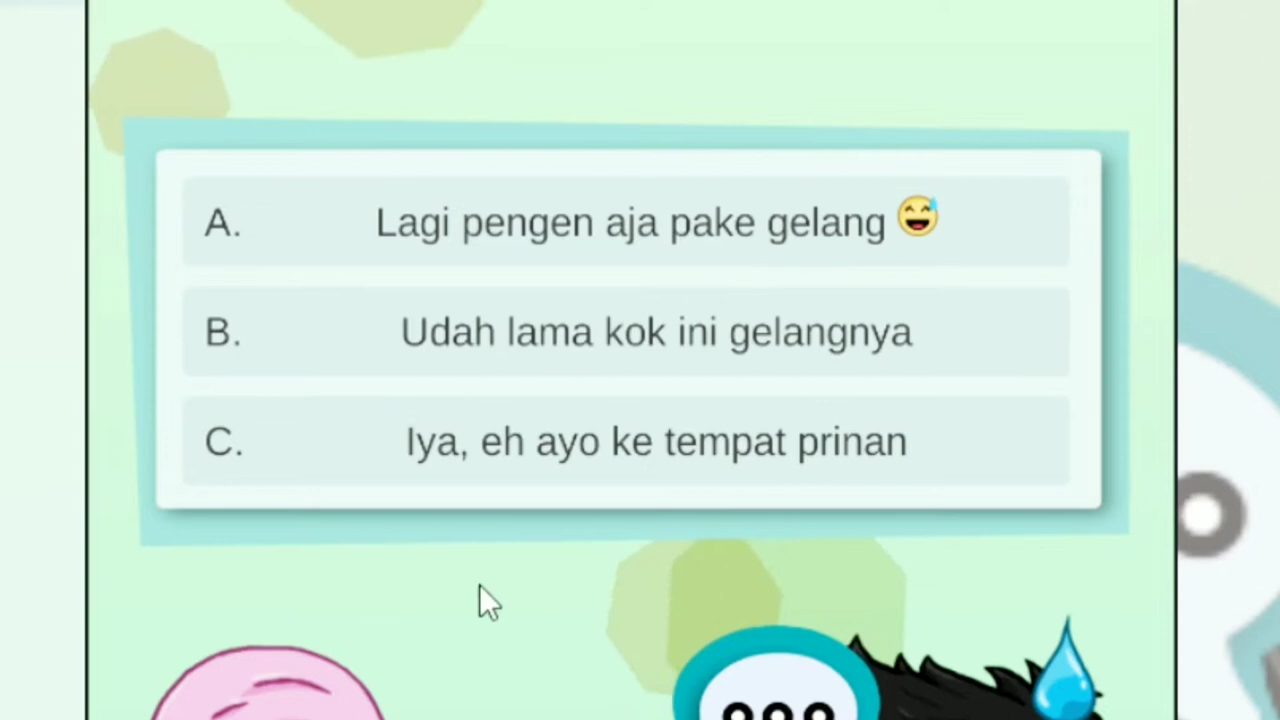 A. Lagi pengen aja pake gelang 😅
B. Udah lama kok ini gelangnya
C. Iya, eh ayo ke tempat prinan